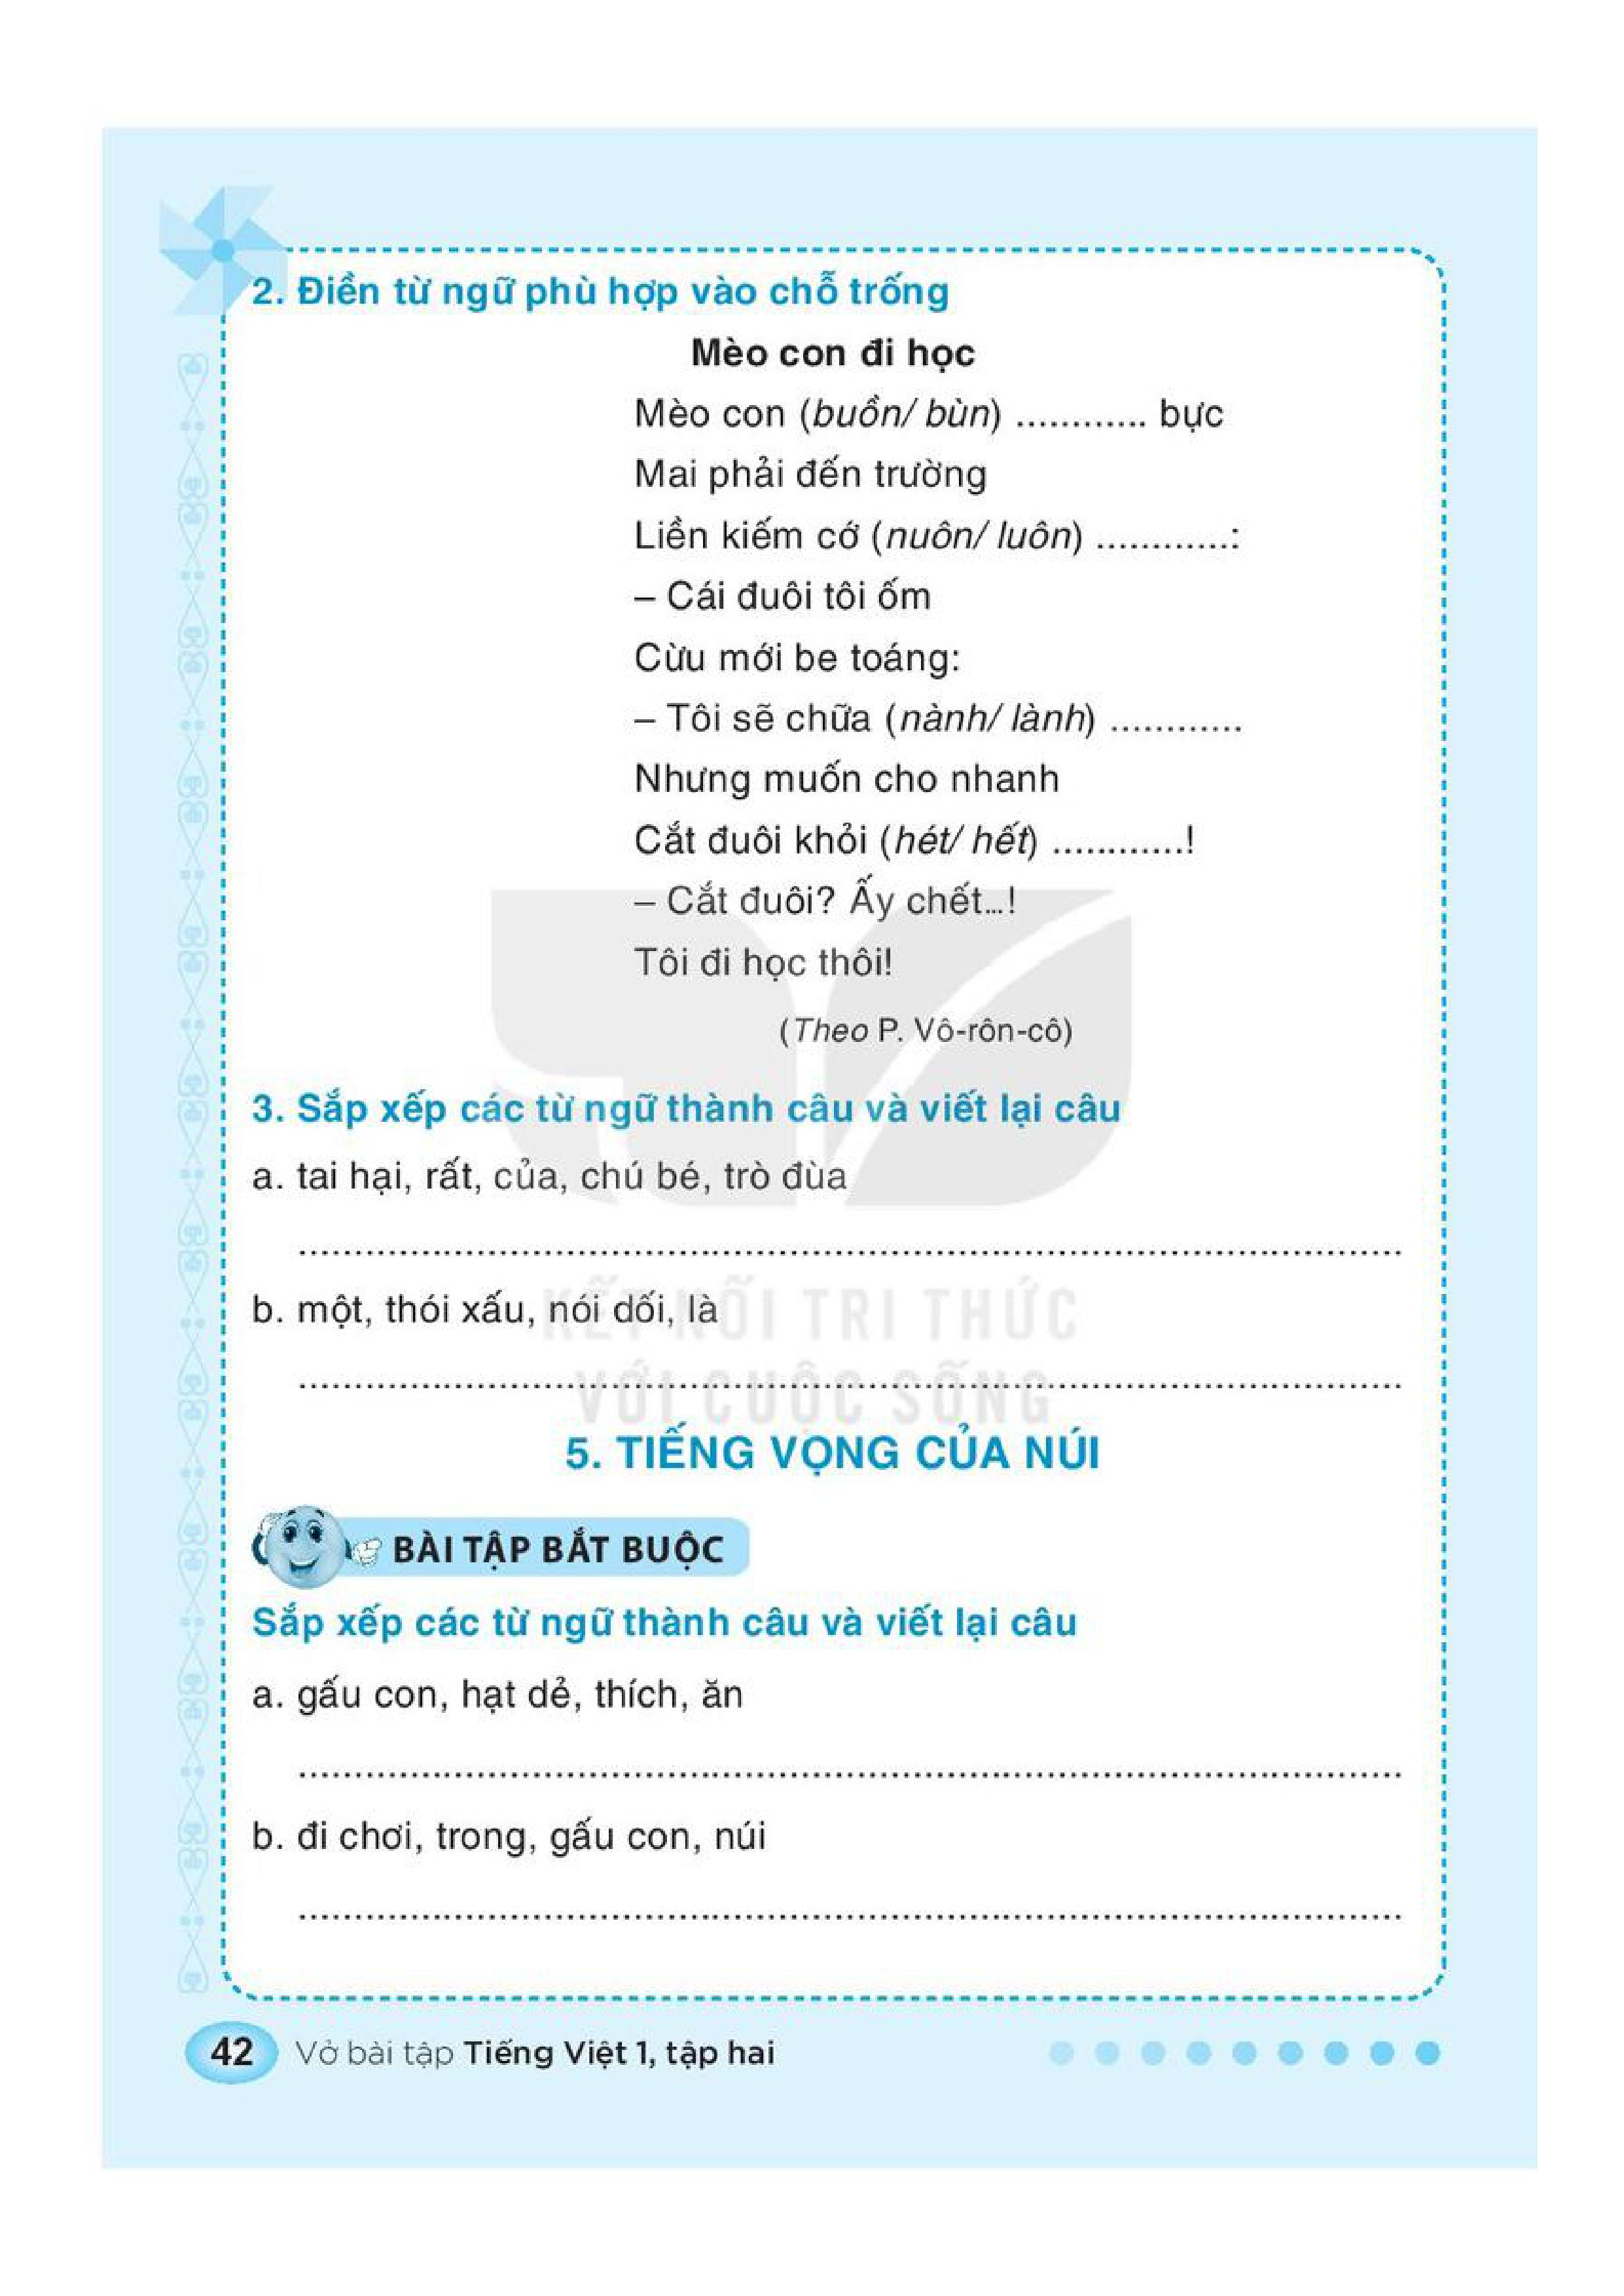 2. Điền từ ngữ phù hợp vào chỗ trống
Mèo con đi học
Mèo con (buồn/ bùn) ............ bực
Mai phải đến trường
Liền kiếm cớ (nuôn/ luôn) ............:
– Cái đuôi tôi ốm
Cừu mới be toáng:
– Tôi sẽ chữa (nành/ lành) ............
Nhưng muốn cho nhanh
Cắt đuôi khỏi (hét/ hết) ............!
– Cắt đuôi? Ấy chết...!
Tôi đi học thôi!
(Theo P. Vô-rôn-cô)
3. Sắp xếp các từ ngữ thành câu và viết lại câu
a. tai hại, rất, của, chú bé, trò đùa
b. một, thói xấu, nói dối, là
KẾT NỐI TRI THỨC
VỚI CUỘC SỐNG
5. TIẾNG VỌNG CỦA NÚI
BÀI TẬP BẮT BUỘC
Sắp xếp các từ ngữ thành câu và viết lại câu
a. gấu con, hạt dẻ, thích, ăn
b. đi chơi, trong, gấu con, núi
42 Vở bài tập Tiếng Việt 1, tập hai